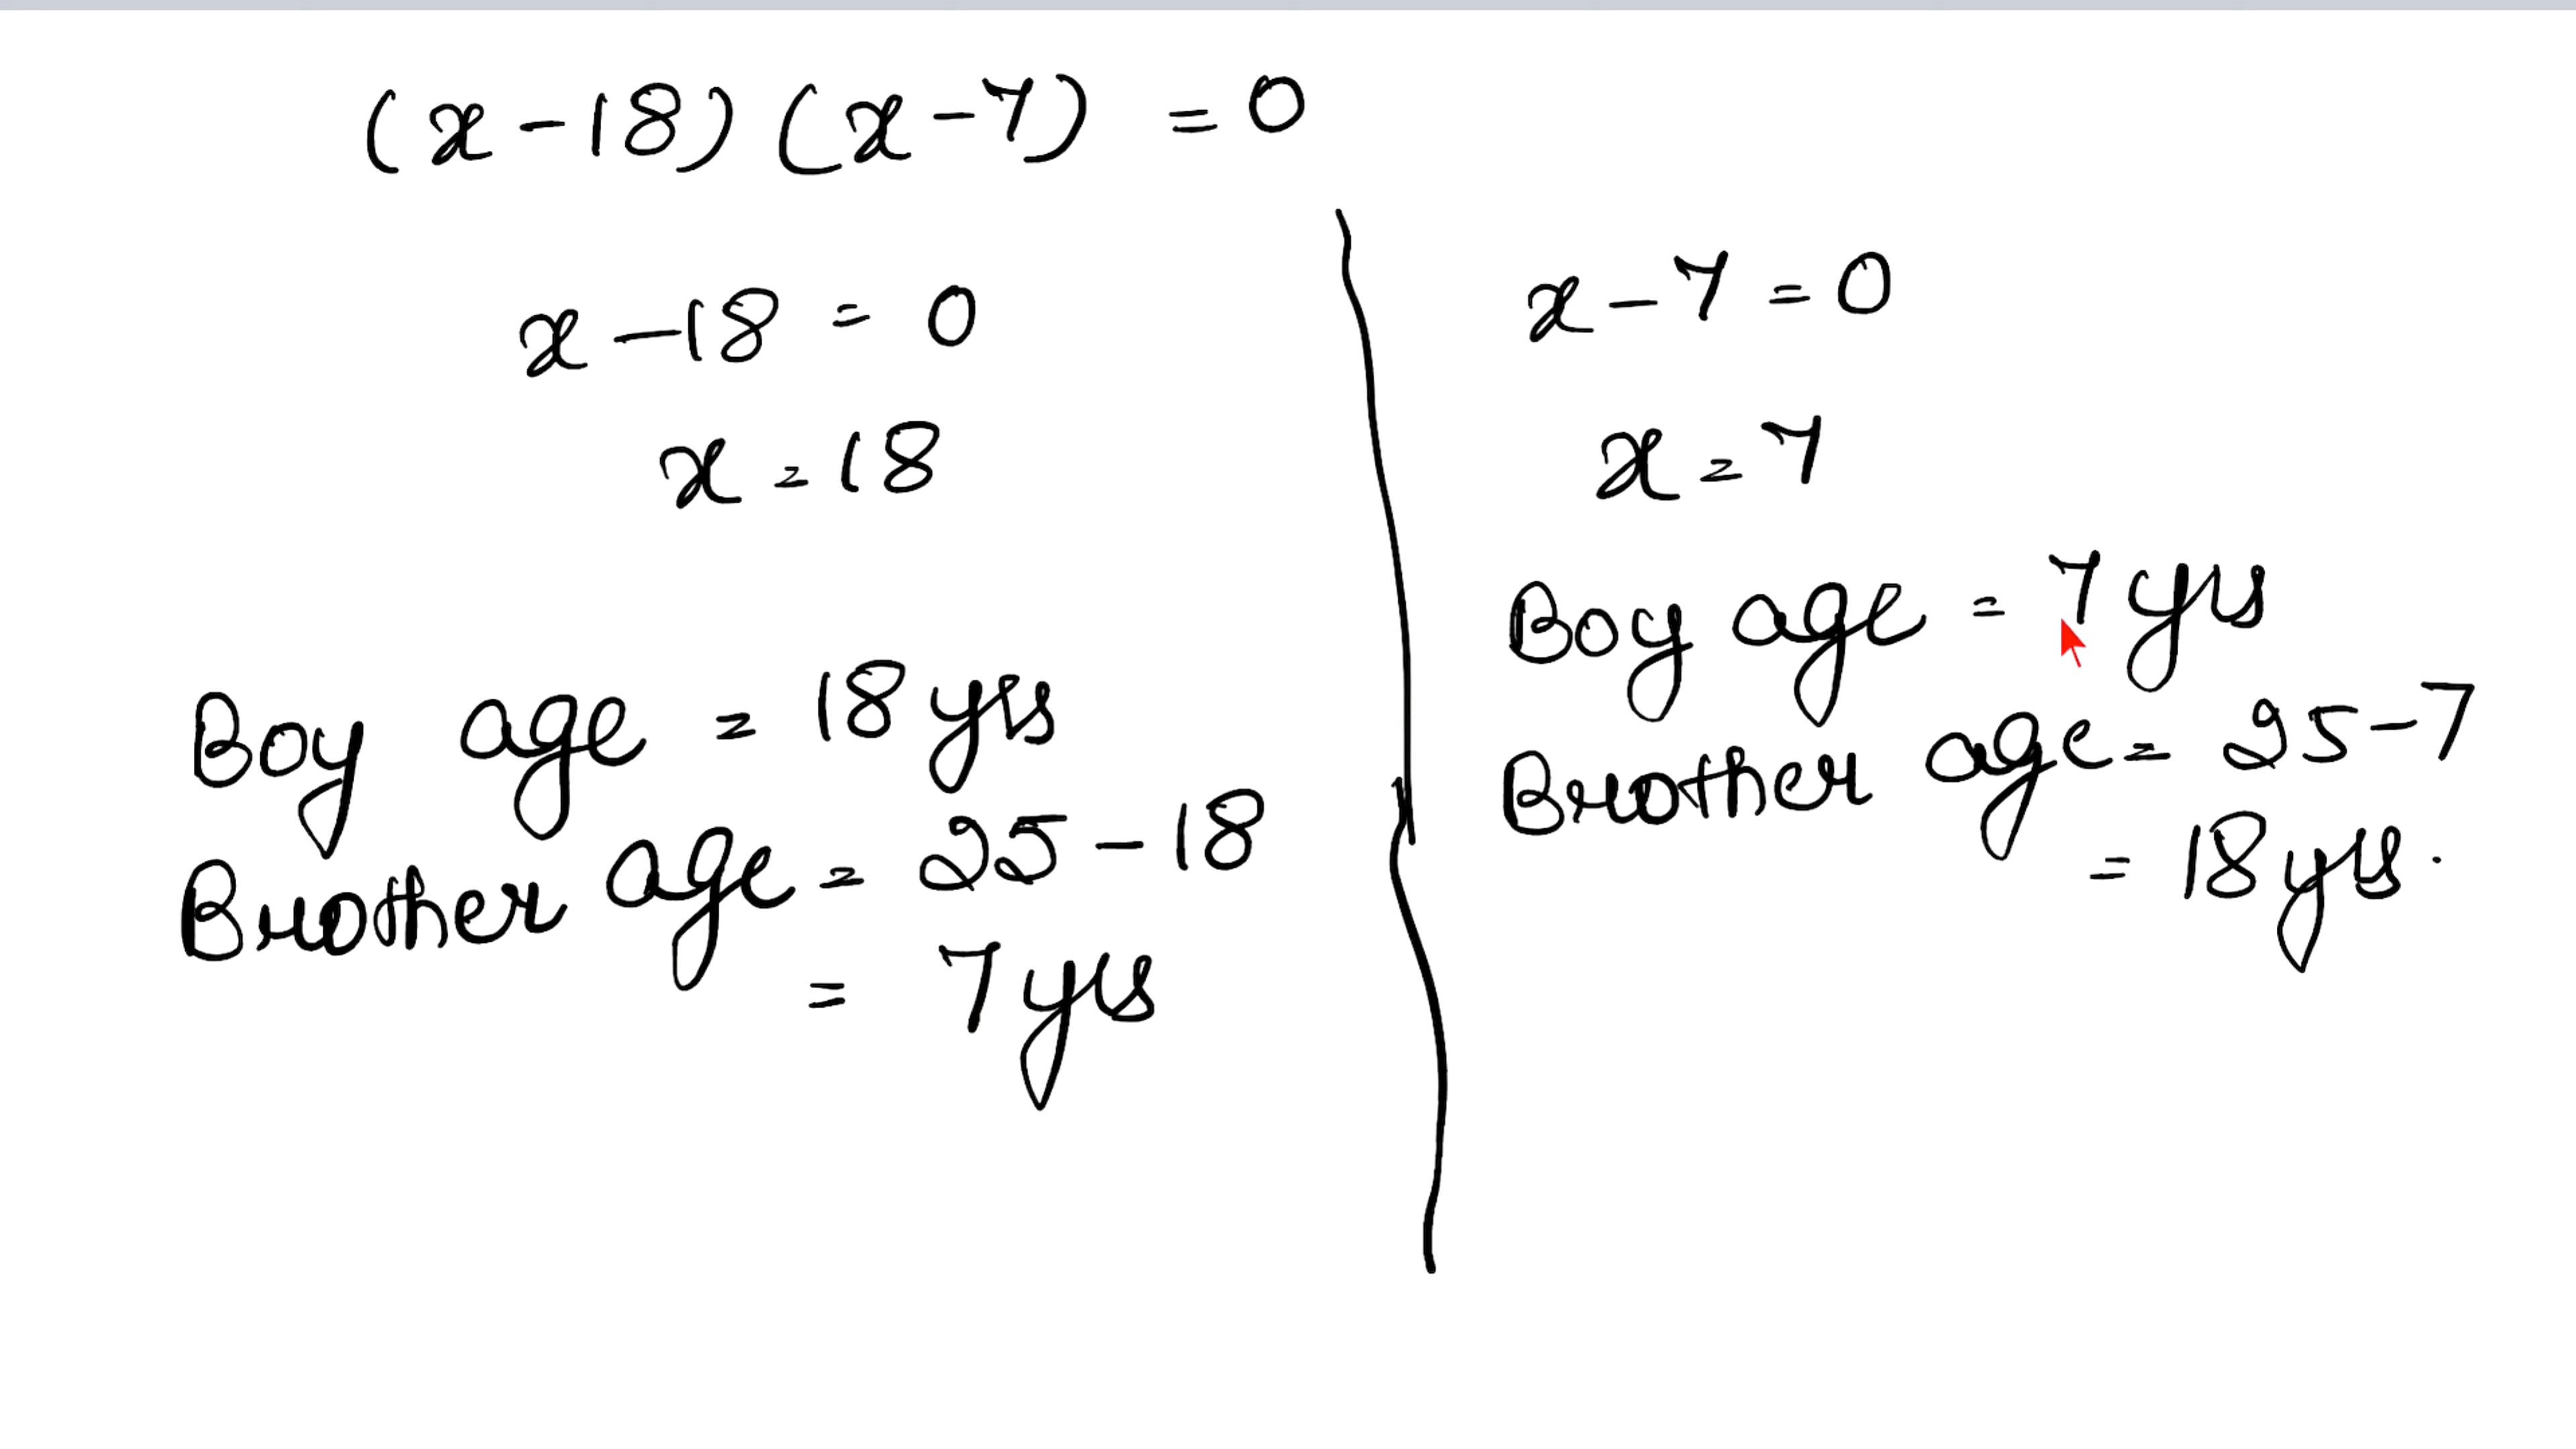 (x-18) (x-7) = 0
x-18 = 0
x = 18
Boy age = 18 yrs
Brother age = 25-18
= 7 yrs
x-7 = 0
x = 7
Boy age = 7 yrs
Brother age = 25-7
= 18 yrs.